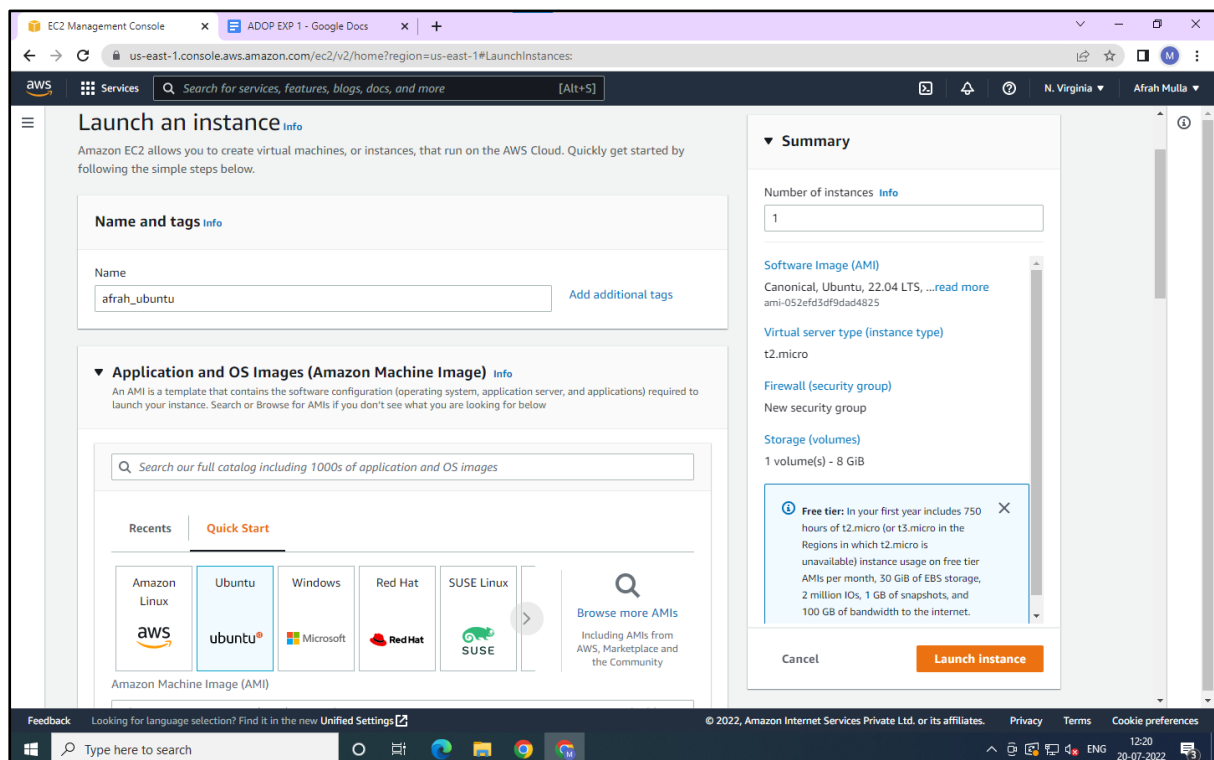 EC2 Management Console
ADOP EXP 1 - Google Docs
us-east-1.console.aws.amazon.com/ec2/v2/home?region=us-east-1#LaunchInstances:
M
aws
Services
Search for services, features, blogs, docs, and more
[Alt+S]
N. Virginia
Afrah Mulla
Launch an instance Info
Amazon EC2 allows you to create virtual machines, or instances, that run on the AWS Cloud. Quickly get started by
following the simple steps below.
Name and tags Info
Name
afrah_ubuntu
Add additional tags
Application and OS Images (Amazon Machine Image) Info
An AMI is a template that contains the software configuration (operating system, application server, and applications) required to
launch your instance. Search or Browse for AMIs if you don't see what you are looking for below
Search our full catalog including 1000s of application and OS images
Recents
Quick Start
Amazon
Linux
aws
Ubuntu
ubuntu
Windows
Microsoft
Red Hat
Red Hat
SUSE Linux
SUSE
Browse more AMIs
Including AMIs from
AWS, Marketplace and
the Community
Amazon Machine Image (AMI)
Summary
Number of instances Info
1
Software Image (AMI)
Canonical, Ubuntu, 22.04 LTS, ...read more
ami-052efd3df9dad4825
Virtual server type (instance type)
t2.micro
Firewall (security group)
New security group
Storage (volumes)
1 volume(s) - 8 GiB
Free tier: In your first year includes 750
hours of t2.micro (or t3.micro in the
Regions in which t2.micro is
unavailable) instance usage on free tier
AMIs per month, 30 GiB of EBS storage,
2 million IOs, 1 GB of snapshots, and
100 GB of bandwidth to the internet.
Cancel
Launch instance
Feedback
Looking for language selection? Find it in the new Unified Settings
© 2022, Amazon Internet Services Private Ltd. or its affiliates.
Privacy
Terms
Cookie preferences
Type here to search
M
ENG
12:20
20-07-2022
3